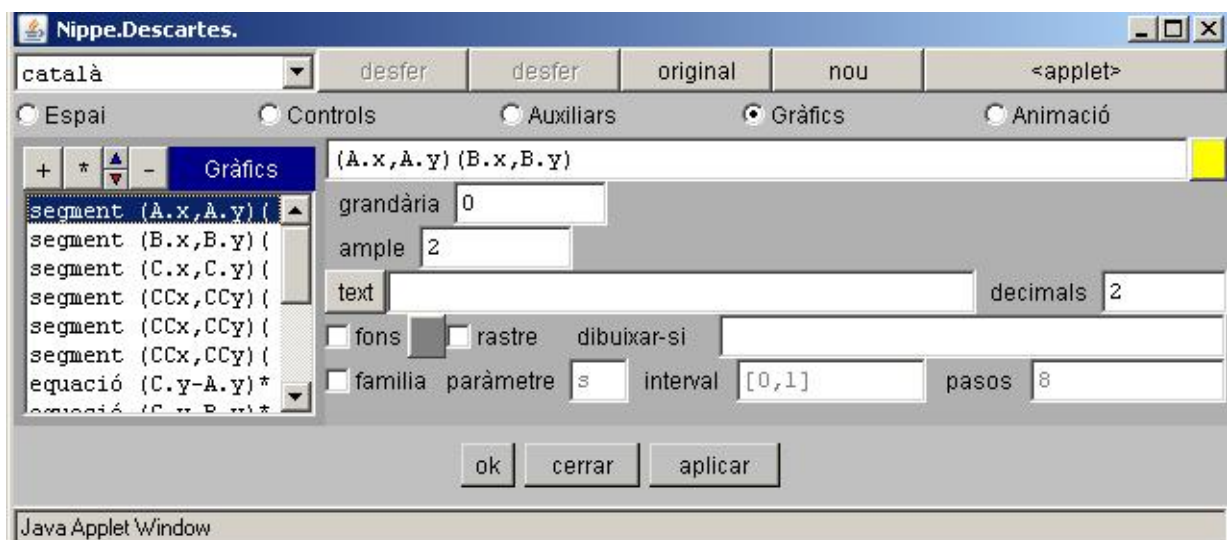 Nippe.Descartes.
català desfer desfer original nou <applet>
Espai Controls Auxiliars Gràfics Animació
+ * - Gràfics (A.x,A.y)(B.x,B.y)
segment (A.x,A.y)( grandària 0
segment (B.x,B.y)( ample 2
segment (C.x,C.y)(
segment (CCx,CCy)( text decimals 2
segment (CCx,CCy)( fons rastre dibuixar-si
segment (CCx,CCy)(
equació (C.y-A.y)* familia paràmetre s interval [0,1] pasos 8
equació (C.y-B.y)*
ok cerrar aplicar
Java Applet Window